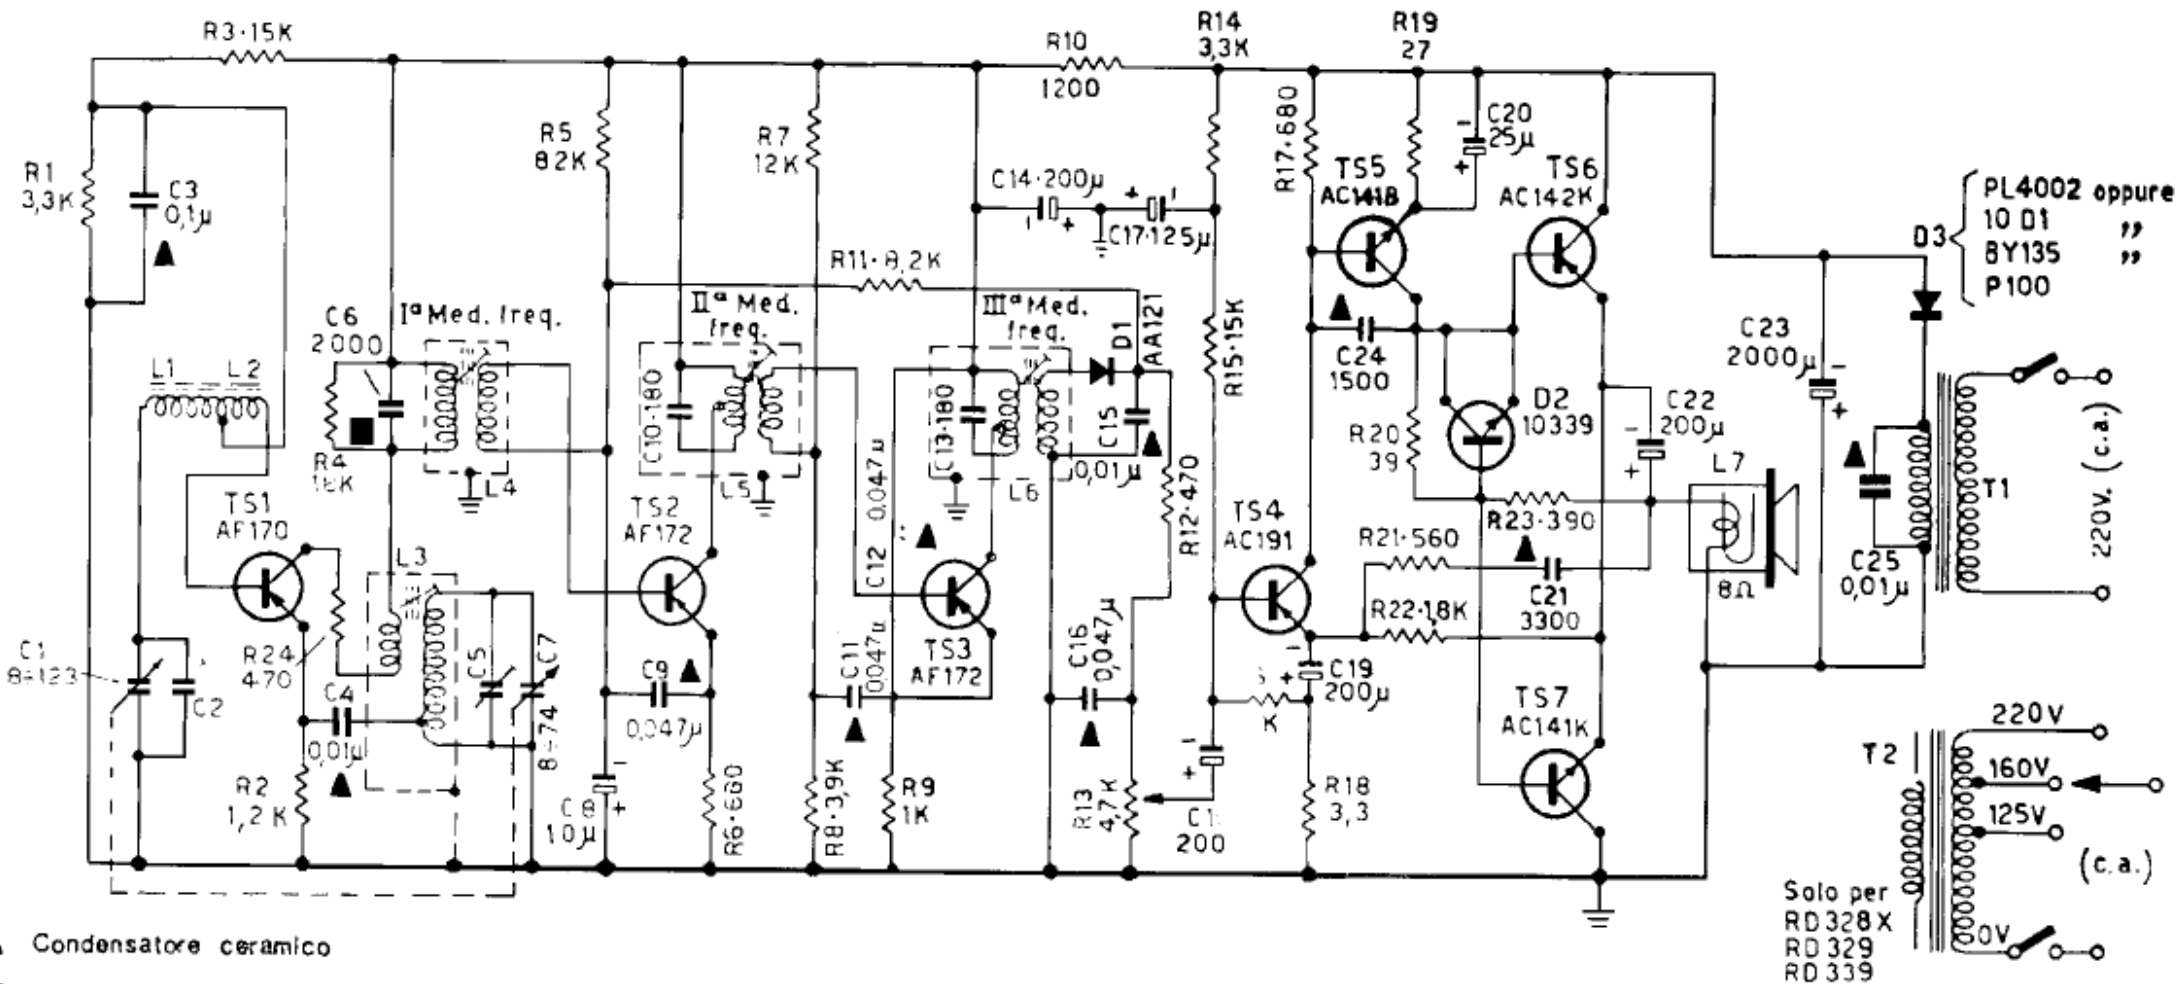 R3·15K
R10
1200
R14
3,3K
R19
27
R1
3,3K
C3
0,1µ
R5
82K
R7
12K
C14·200µ
C17·125µ
R17·680
TS5
AC141B
C20
25µ
TS6
AC142K
D3
PL4002 oppure
10 D1 ,,
BY135 ,,
P100
R11·8,2K
C6
2000
Iª Med. freq.
IIª Med.
freq.
IIIª Med.
freq.
D1
AA121
R15·15K
C24
1500
C23
2000µ
L1 L2
R4
18K
L4
C10·180
L5
C13·180
L6
C15
0,01µ
R12·470
R20
39
D2
10339
C22
200µ
L7
8Ω
C25
0,01µ
T1
220V. (c.a.)
TS1
AF170
L3
TS2
AF172
C12 0,047µ
TS3
AF172
TS4
AC191
R21·560
R23·390
C21
3300
R22·1,8K
C1
C2
R24
470
C4
0,01µ
C5
C7
C9
0,047µ
C11
0,047µ
C16
0,047µ
K
C19
200µ
TS7
AC141K
R2
1,2 K
10µ
R6·680
R8·3,9K
R9
1K
R13
4,7K
200
R18
3,3
T2
220V
160V
125V
(c.a.)
0V
Solo per
RD328X
RD329
RD339
Condensatore ceramico